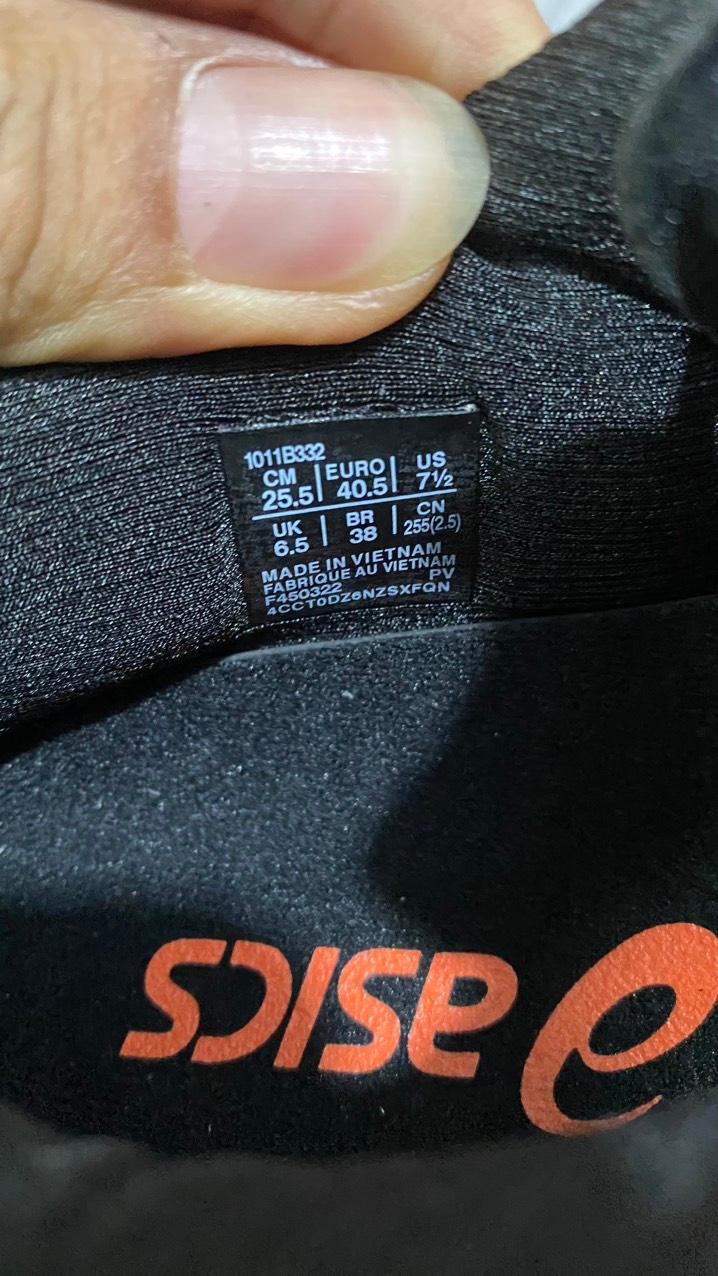 1011B332
CM | EURO | US
25.5 | 40.5 | 7½
UK | BR | CN
6.5 | 38 | 255(2.5)
MADE IN VIETNAM
FABRIQUE AU VIETNAM
F450322 PV
4CCT0DZ6NZSXFQN
asics